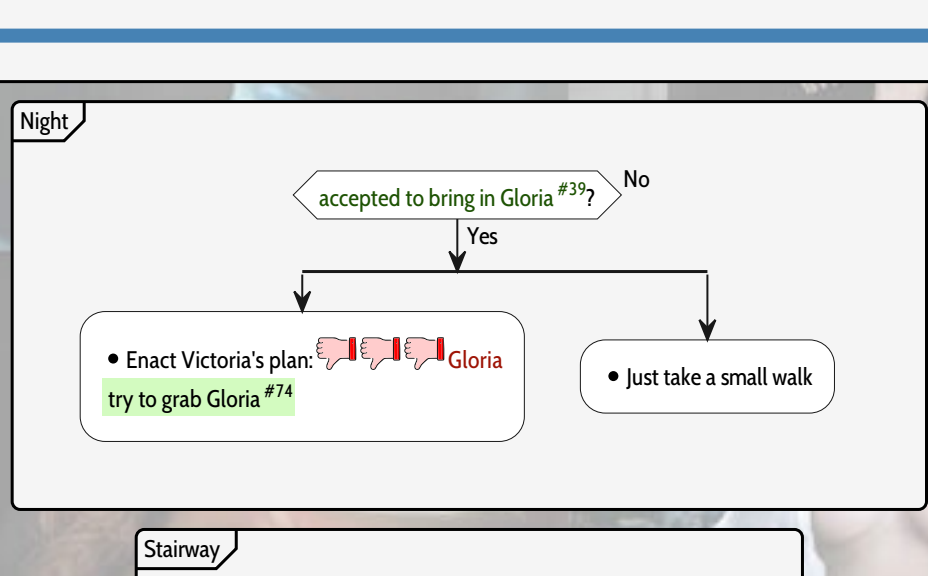 Night
accepted to bring in Gloria #39?
No
Yes
• Enact Victoria's plan: Gloria
try to grab Gloria #74
• Just take a small walk
Stairway